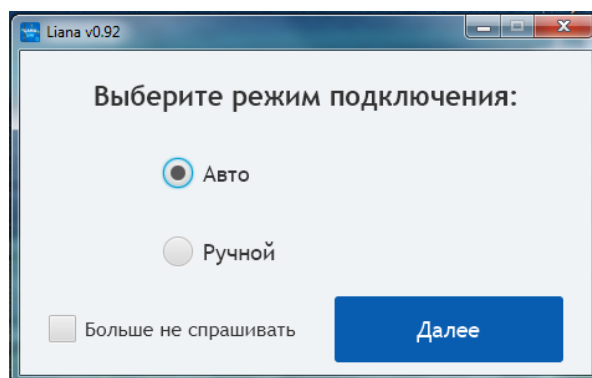 Liana v0.92
Выберите режим подключения:
Авто
Ручной
Больше не спрашивать
Далее